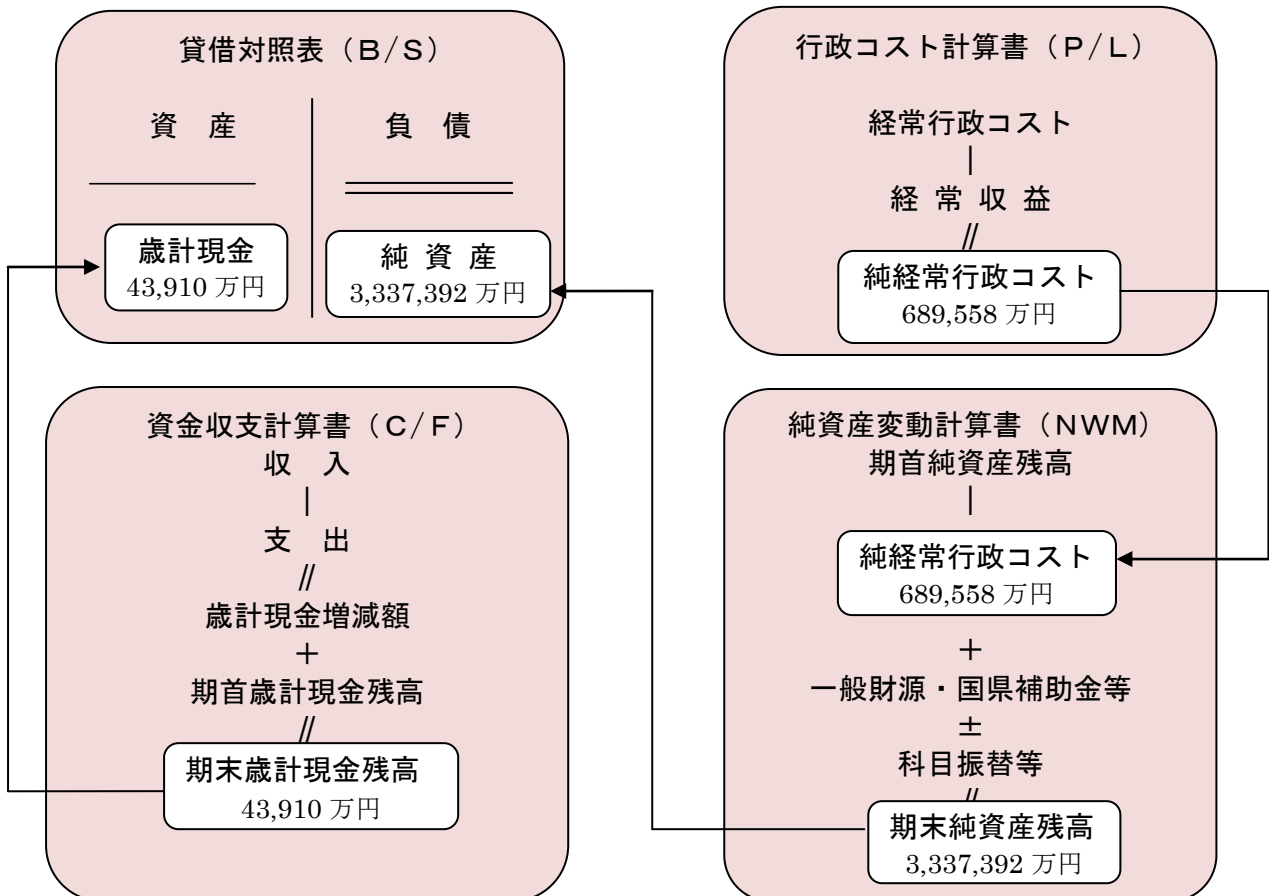 貸借対照表（Ｂ/Ｓ）
資　産
負　債
歳計現金
43,910 万円
純 資 産
3,337,392 万円
行政コスト計算書（Ｐ/Ｌ）
経常行政コスト
｜
経 常 収 益
//
純経常行政コスト
689,558 万円
資金収支計算書（Ｃ/Ｆ）
収　入
｜
支　出
//
歳計現金増減額
＋
期首歳計現金残高
//
期末歳計現金残高
43,910 万円
純資産変動計算書（ＮＷＭ）
期首純資産残高
｜
純経常行政コスト
689,558 万円
＋
一般財源・国県補助金等
±
科目振替等
//
期末純資産残高
3,337,392 万円